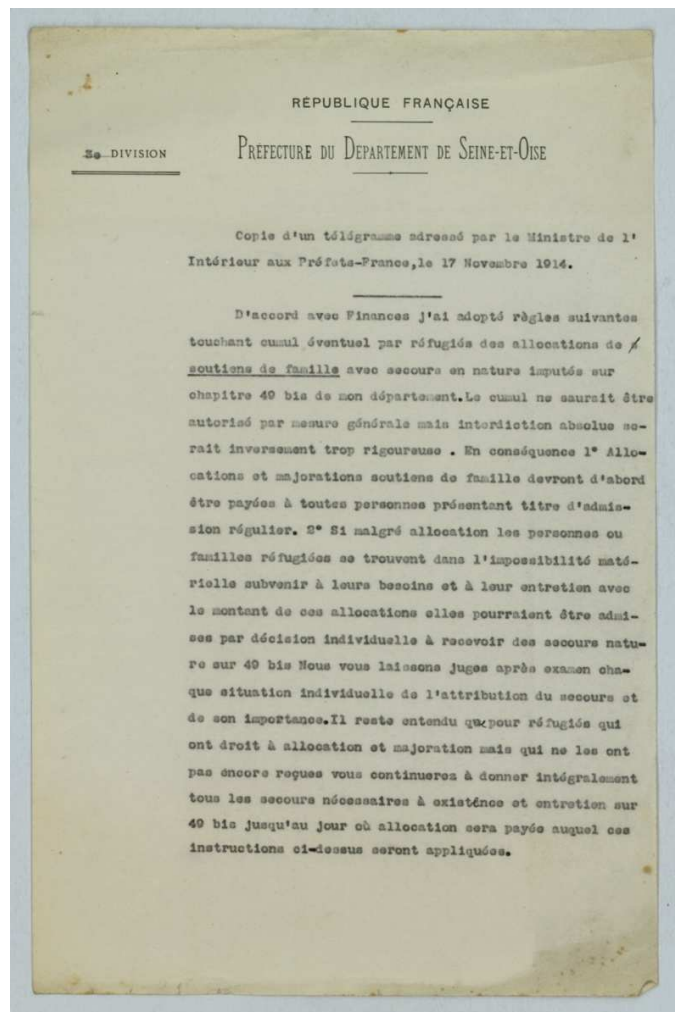 RÉPUBLIQUE FRANÇAISE
3e DIVISION
PRÉFECTURE DU DÉPARTEMENT DE SEINE-ET-OISE
Copie d'un télégramme adressé par le Ministre de l'
Intérieur aux Préfets-France,le 17 Novembre 1914.
D'accord avec Finances j'ai adopté règles suivantes
touchant cumul éventuel par réfugiés des allocations de
soutiens de famille avec secours en nature imputés sur
chapitre 49 bis de mon département.Le cumul ne saurait être
autorisé par mesure générale mais interdiction absolue se-
rait inversement trop rigoureuse . En conséquence 1° Allo-
cations et majorations soutiens de famille devront d'abord
être payées à toutes personnes présentant titre d'admis-
sion régulier. 2° Si malgré allocation les personnes ou
familles réfugiées se trouvent dans l'impossibilité maté-
rielle subvenir à leurs besoins et à leur entretien avec
le montant de ces allocations elles pourraient être admi-
ses par décision individuelle à recevoir des secours natu-
re sur 49 bis Nous vous laissons juges après examen cha-
que situation individuelle de l'attribution du secours et
de son importance.Il reste entendu que pour réfugiés qui
ont droit à allocation et majoration mais qui ne les ont
pas encore reçues vous continuerez à donner intégralement
tous les secours nécessaires à existénce et entretien sur
49 bis jusqu'au jour où allocation sera payée auquel ces
instructions ci-dessus seront appliquées.